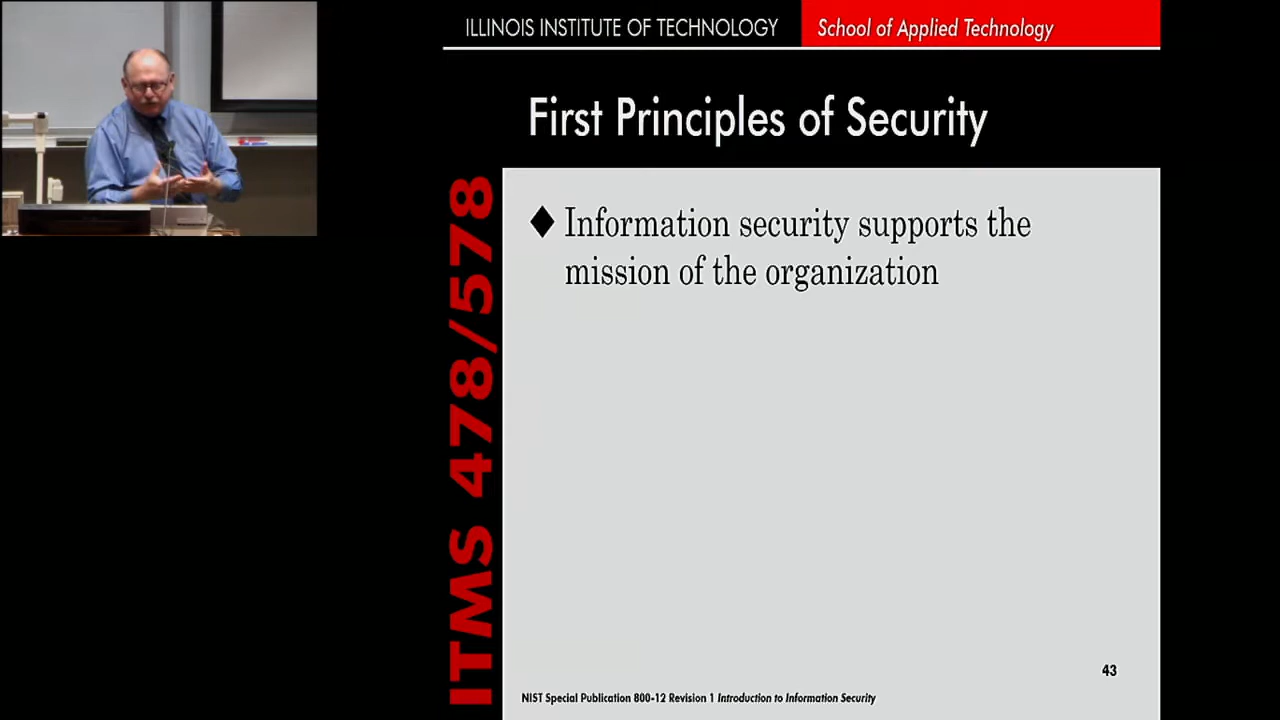 ILLINOIS INSTITUTE OF TECHNOLOGY School of Applied Technology
First Principles of Security
ITMS 478/578
◆ Information security supports the
mission of the organization
43
NIST Special Publication 800-12 Revision 1 Introduction to Information Security